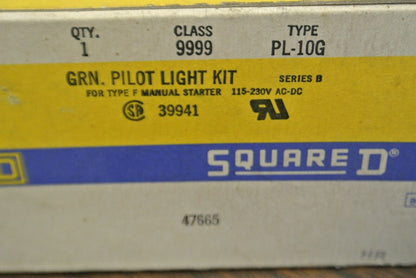 QTY. CLASS TYPE
1 9999 PL-10G
GRN. PILOT LIGHT KIT SERIES B
FOR TYPE F MANUAL STARTER 115-230V AC-DC
39941
D SQUARE D
47665